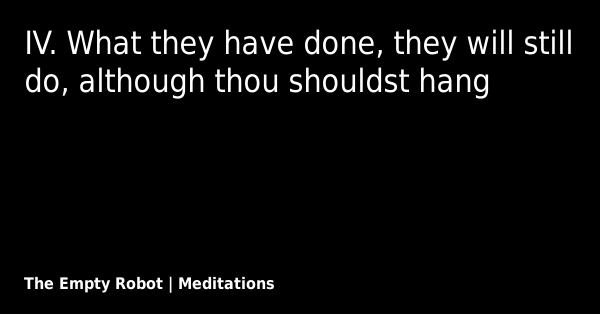 IV. What they have done, they will still
do, although thou shouldst hang
The Empty Robot | Meditations